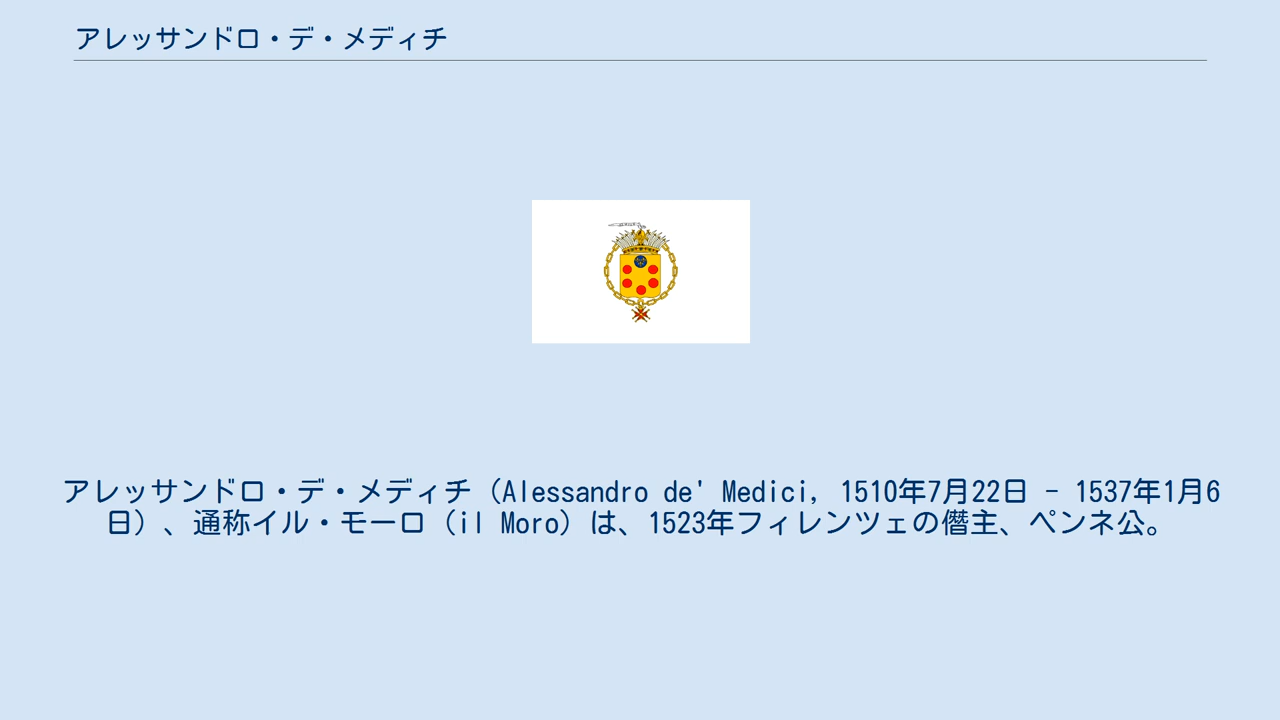 アレッサンドロ・デ・メディチ
アレッサンドロ・デ・メディチ（Alessandro de' Medici, 1510年7月22日 - 1537年1月6
日）、通称イル・モーロ（il Moro）は、1523年フィレンツェの僭主、ペンネ公。